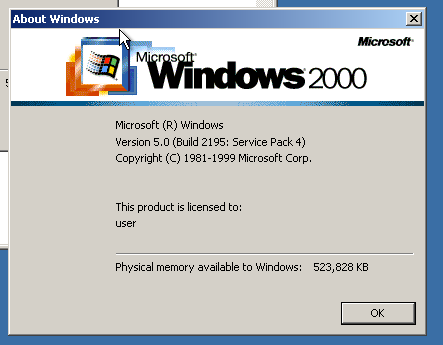 About Windows
Microsoft®
Microsoft®
Windows® 2000
Microsoft (R) Windows
Version 5.0 (Build 2195: Service Pack 4)
Copyright (C) 1981-1999 Microsoft Corp.
This product is licensed to:
user
Physical memory available to Windows: 523,828 KB
OK